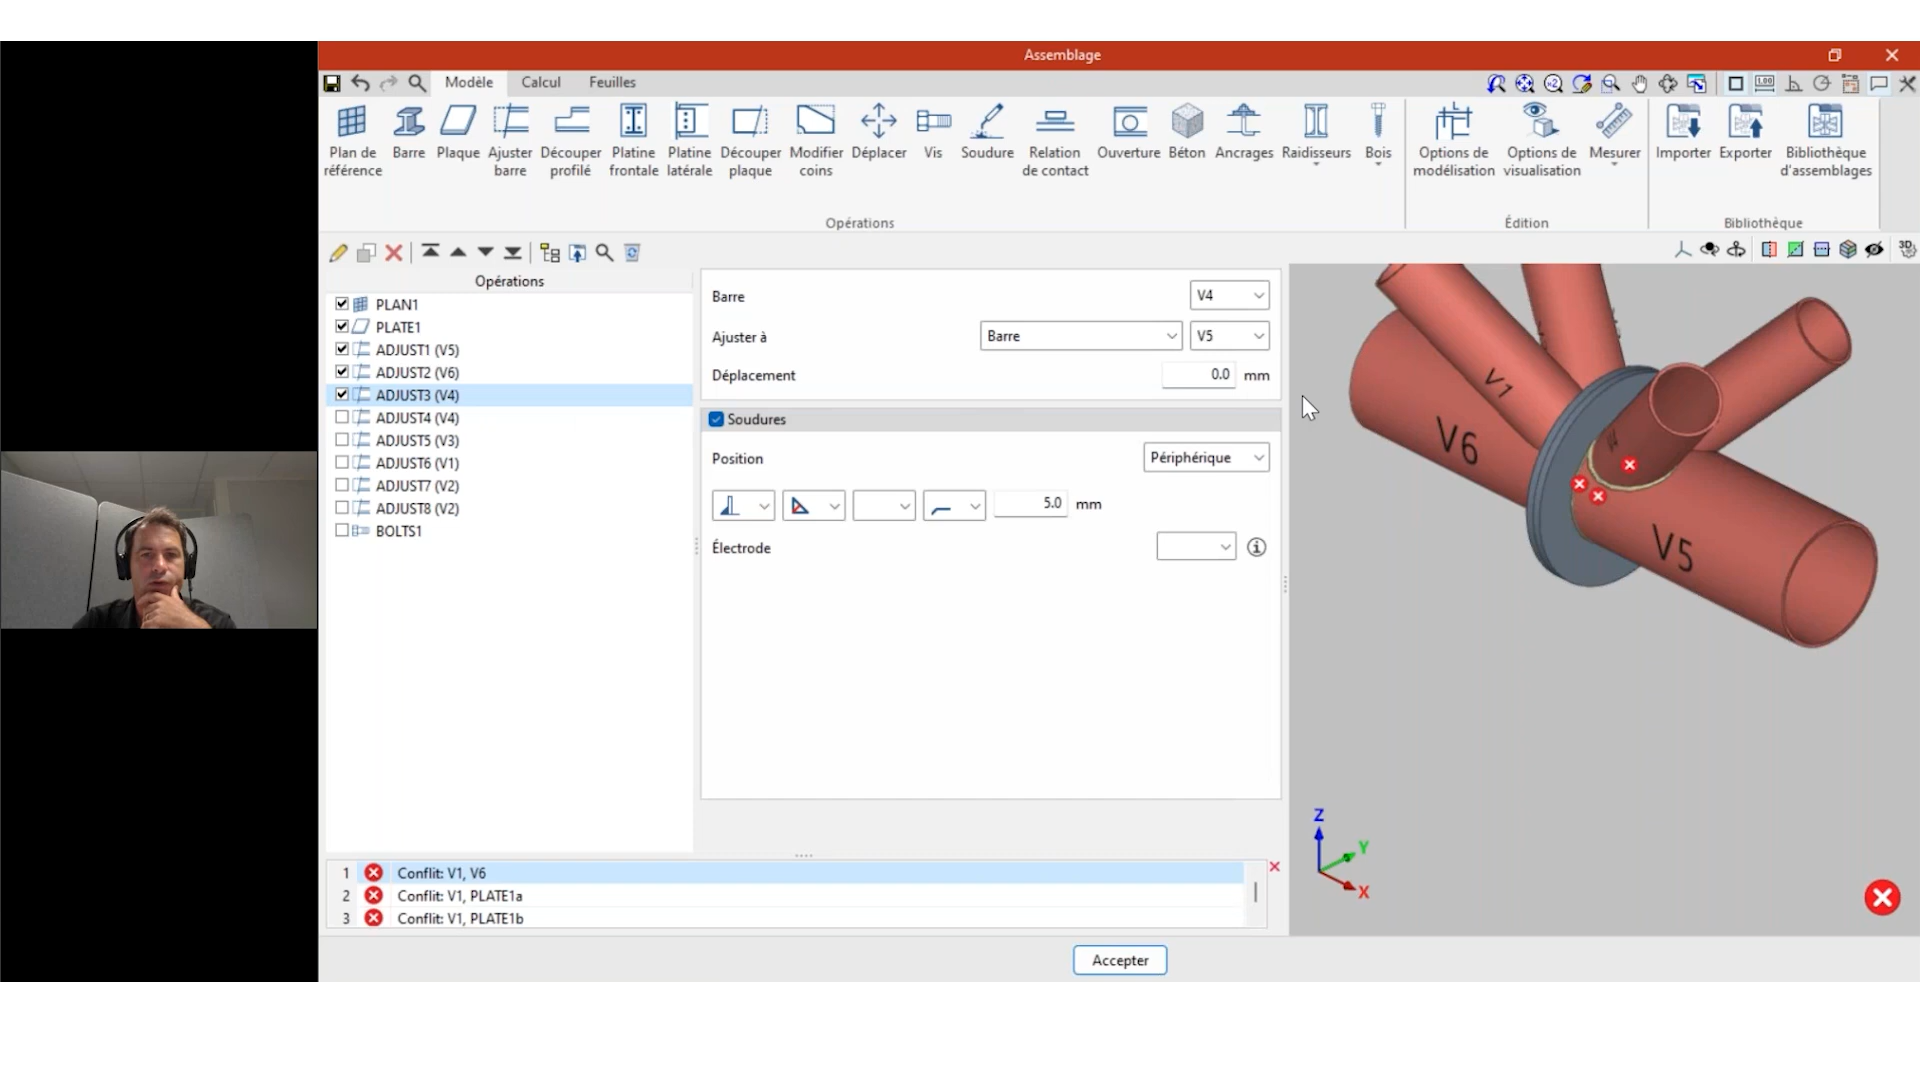 Assemblage
Modèle Calcul Feuilles
Plan de référence
Barre
Plaque
Ajuster barre
Découper profilé
Platine frontale
Platine latérale
Découper plaque
Modifier coins
Déplacer
Vis
Soudure
Relation de contact
Ouverture
Béton
Ancrages
Raidisseurs
Bois
Options de modélisation
Options de visualisation
Mesurer
Importer
Exporter
Bibliothèque d'assemblages
Opérations
Édition
Bibliothèque
Opérations
PLAN1
PLATE1
ADJUST1 (V5)
ADJUST2 (V6)
ADJUST3 (V4)
ADJUST4 (V4)
ADJUST5 (V3)
ADJUST6 (V1)
ADJUST7 (V2)
ADJUST8 (V2)
BOLTS1
Barre V4
Ajuster à Barre V5
Déplacement 0.0 mm
Soudures
Position Périphérique
5.0 mm
Électrode
V1
V6
V5
Z
Y
X
1 Conflit: V1, V6
2 Conflit: V1, PLATE1a
3 Conflit: V1, PLATE1b
Accepter